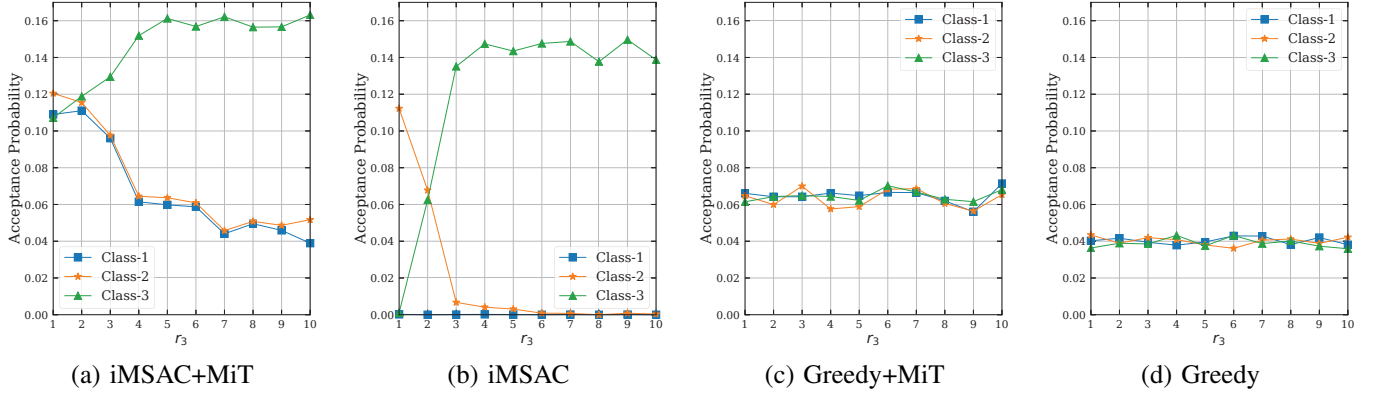 Acceptance Probability
0.16
0.14
0.12
0.10
0.08
0.06
0.04
0.02
0.00
Class-1
Class-2
Class-3
1 2 3 4 5 6 7 8 9 10
r3
(a) iMSAC+MiT
Acceptance Probability
0.16
0.14
0.12
0.10
0.08
0.06
0.04
0.02
0.00
Class-1
Class-2
Class-3
1 2 3 4 5 6 7 8 9 10
r3
(b) iMSAC
Acceptance Probability
0.16
0.14
0.12
0.10
0.08
0.06
0.04
0.02
0.00
Class-1
Class-2
Class-3
1 2 3 4 5 6 7 8 9 10
r3
(c) Greedy+MiT
Acceptance Probability
0.16
0.14
0.12
0.10
0.08
0.06
0.04
0.02
0.00
Class-1
Class-2
Class-3
1 2 3 4 5 6 7 8 9 10
r3
(d) Greedy